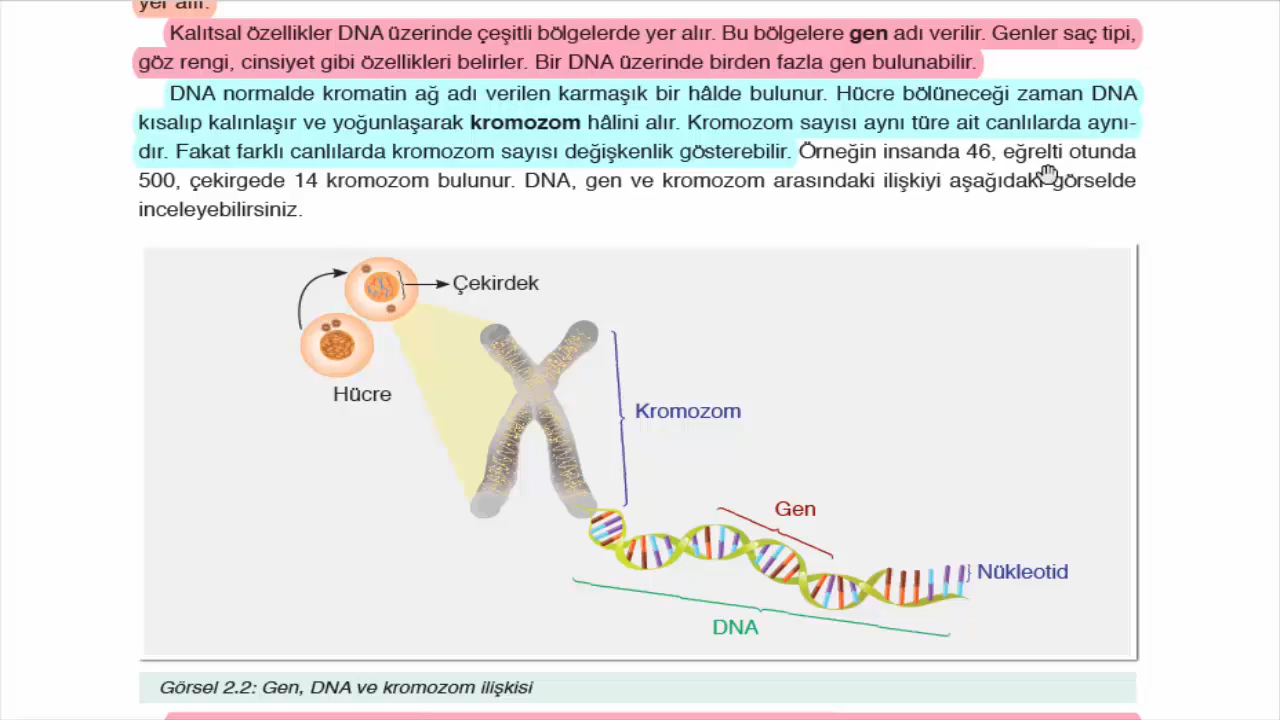 yer alır.
Kalıtsal özellikler DNA üzerinde çeşitli bölgelerde yer alır. Bu bölgelere gen adı verilir. Genler saç tipi,
göz rengi, cinsiyet gibi özellikleri belirler. Bir DNA üzerinde birden fazla gen bulunabilir.
DNA normalde kromatin ağ adı verilen karmaşık bir hâlde bulunur. Hücre bölüneceği zaman DNA
kısalıp kalınlaşır ve yoğunlaşarak kromozom hâlini alır. Kromozom sayısı aynı türe ait canlılarda aynı-
dır. Fakat farklı canlılarda kromozom sayısı değişkenlik gösterebilir. Örneğin insanda 46, eğrelti otunda
500, çekirgede 14 kromozom bulunur. DNA, gen ve kromozom arasındaki ilişkiyi aşağıdaki görselde
inceleyebilirsiniz.
Çekirdek
Hücre
Kromozom
Gen
Nükleotid
DNA
Görsel 2.2: Gen, DNA ve kromozom ilişkisi